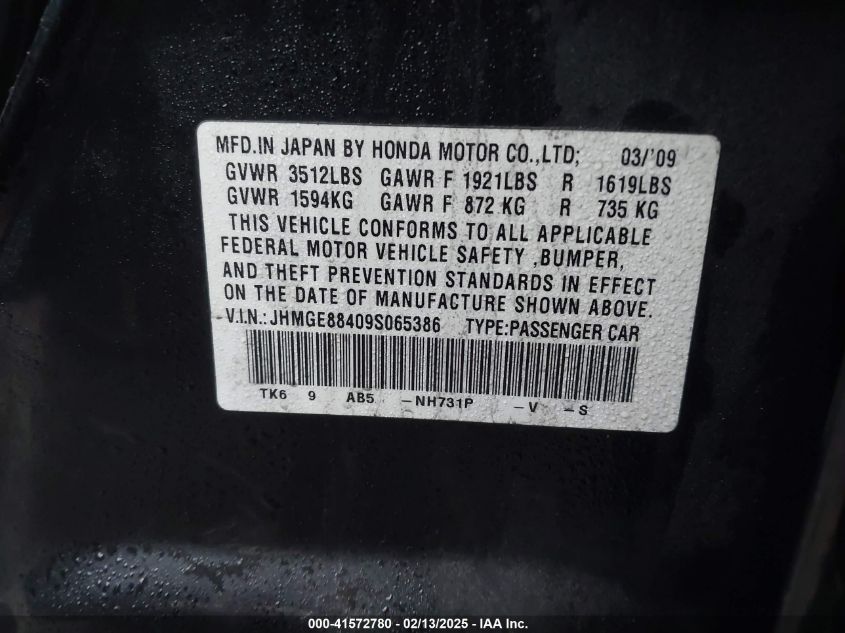 MFD.IN JAPAN BY HONDA MOTOR CO.,LTD; 03/'09
GVWR 3512LBS GAWR F 1921LBS R 1619LBS
GVWR 1594KG GAWR F 872 KG R 735 KG
THIS VEHICLE CONFORMS TO ALL APPLICABLE
FEDERAL MOTOR VEHICLE SAFETY ,BUMPER,
AND THEFT PREVENTION STANDARDS IN EFFECT
ON THE DATE OF MANUFACTURE SHOWN ABOVE.
V.I.N.: JHMGE88409S065386 TYPE:PASSENGER CAR
TK6 9 AB5 –NH731P –V –S
000-41572780 - 02/13/2025 - IAA Inc.